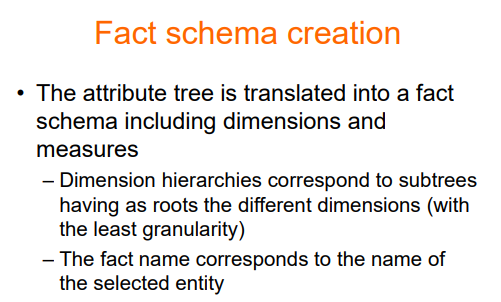 Fact schema creation
• The attribute tree is translated into a fact
schema including dimensions and
measures
– Dimension hierarchies correspond to subtrees
having as roots the different dimensions (with
the least granularity)
– The fact name corresponds to the name of
the selected entity